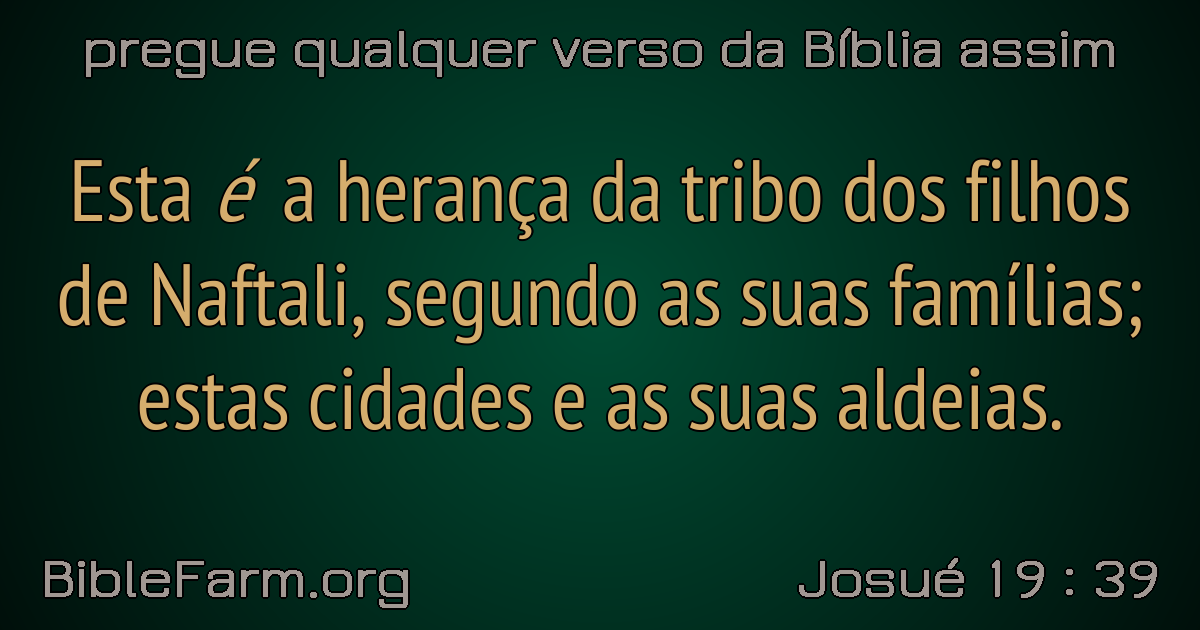 pregue qualquer verso da Bíblia assim
Esta é a herança da tribo dos filhos
de Naftali, segundo as suas famílias;
estas cidades e as suas aldeias.
BibleFarm.org
Josué 19 : 39